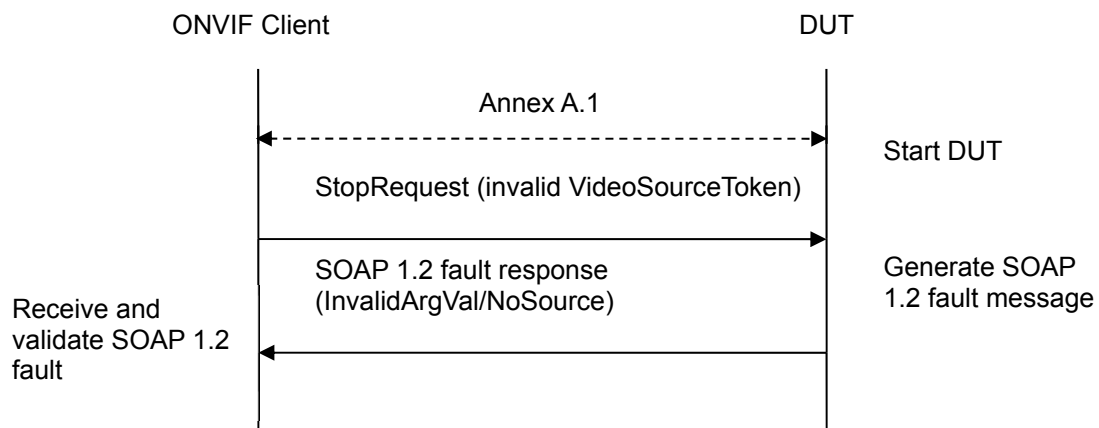 ONVIF Client
DUT
Annex A.1
Start DUT
StopRequest (invalid VideoSourceToken)
SOAP 1.2 fault response
(InvalidArgVal/NoSource)
Generate SOAP
1.2 fault message
Receive and
validate SOAP 1.2
fault